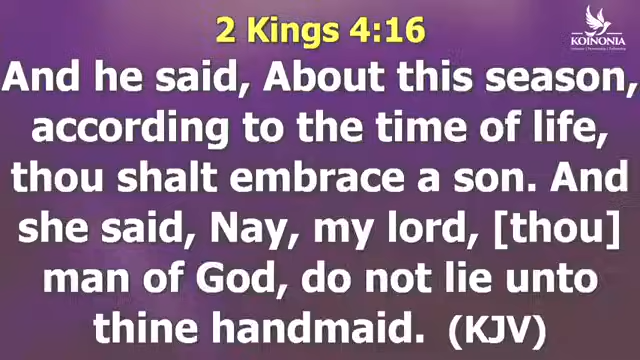 2 Kings 4:16
KOINONIA
And he said, About this season,
according to the time of life,
thou shalt embrace a son. And
she said, Nay, my lord, [thou]
man of God, do not lie unto
thine handmaid. (KJV)